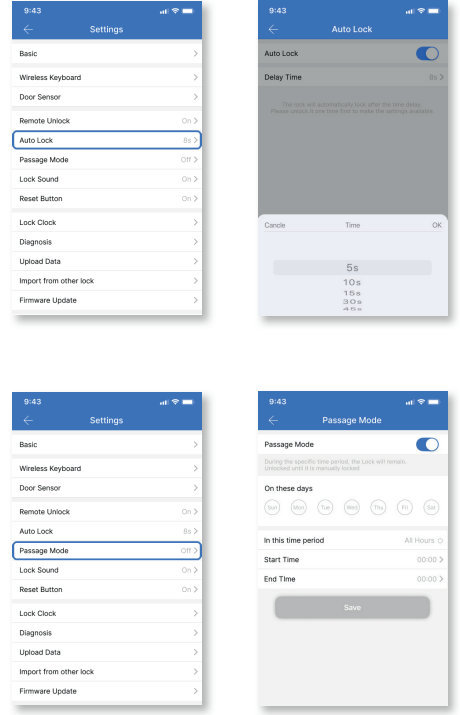 9:43
Settings
Basic
Wireless Keyboard
Door Sensor
Remote Unlock On
Auto Lock 8s
Passage Mode Off
Lock Sound On
Reset Button On
Lock Clock
Diagnosis
Upload Data
Import from other lock
Firmware Update
9:43
Auto Lock
Auto Lock
Delay Time 8s
The lock will automatically lock after the time delay.
Please unlock it one time first to make the settings available.
Cancle Time OK
5s
10s
15s
30s
45s
9:43
Settings
Basic
Wireless Keyboard
Door Sensor
Remote Unlock On
Auto Lock 8s
Passage Mode Off
Lock Sound On
Reset Button On
Lock Clock
Diagnosis
Upload Data
Import from other lock
Firmware Update
9:43
Passage Mode
Passage Mode
During the specific time period, the Lock will remain.
Unlocked until it is manually locked
On these days
Sun Mon Tue Wed Thu Fri Sat
In this time period All Hours
Start Time 00:00
End TIme 00:00
Save